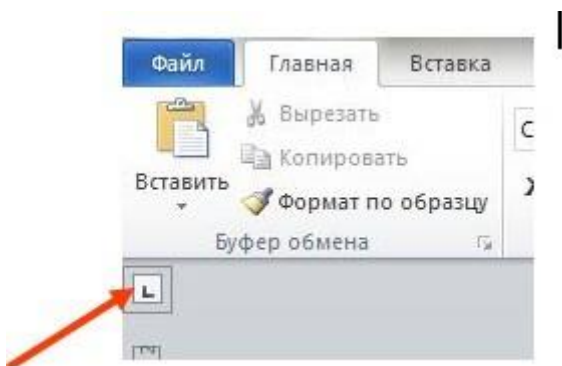 Файл Главная Вставка
Вырезать
Копировать
Вставить
Формат по образцу
Буфер обмена